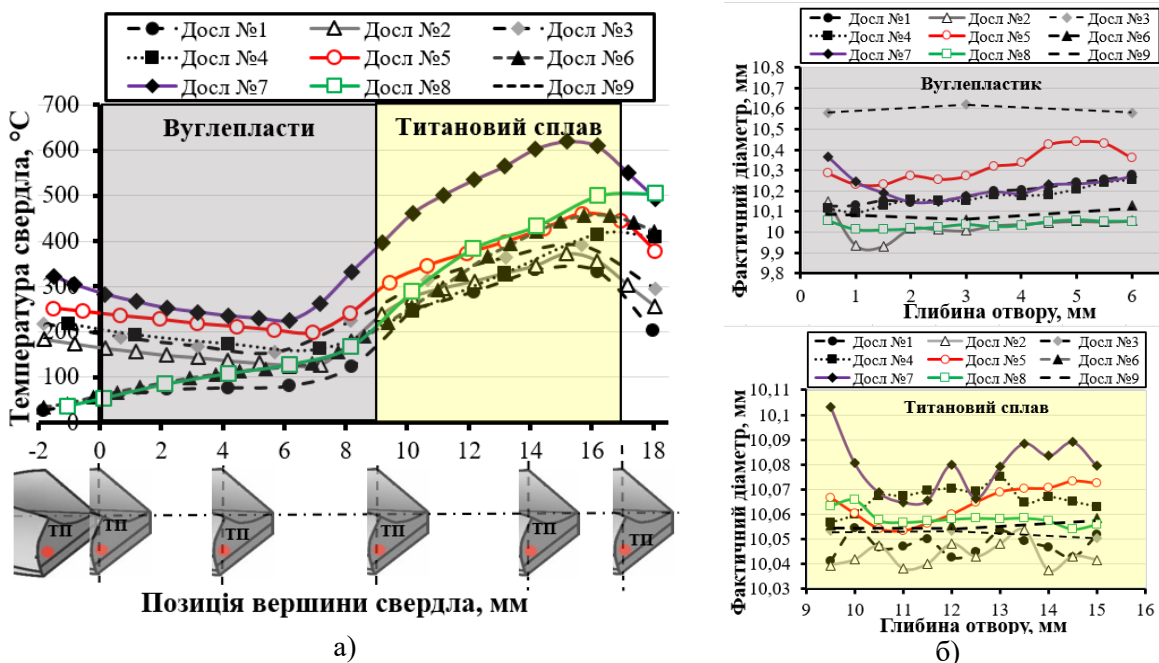 Досл №1 Досл №2 Досл №3
Досл №4 Досл №5 Досл №6
Досл №7 Досл №8 Досл №9
Температура свердла, °С
700
600
500
400
300
200
100
0
Вуглепласти
Титановий сплав
-2 0 2 4 6 8 10 12 14 16 18
ТП ТП ТП ТП ТП ТП
Позиція вершини свердла, мм
а)
Досл №1 Досл №2 Досл №3
Досл №4 Досл №5 Досл №6
Досл №7 Досл №8 Досл №9
Фактичний діаметр, мм
10,8
10,7
10,6
10,5
10,4
10,3
10,2
10,1
10
9,9
9,8
Вуглепластик
0 1 2 3 4 5 6
Глибина отвору, мм
Досл №1 Досл №2 Досл №3
Досл №4 Досл №5 Досл №6
Досл №7 Досл №8 Досл №9
Фактичний діаметр, мм
10,11
10,1
10,09
10,08
10,07
10,06
10,05
10,04
10,03
Титановий сплав
9 10 11 12 13 14 15 16
Глибина отвору, мм
б)